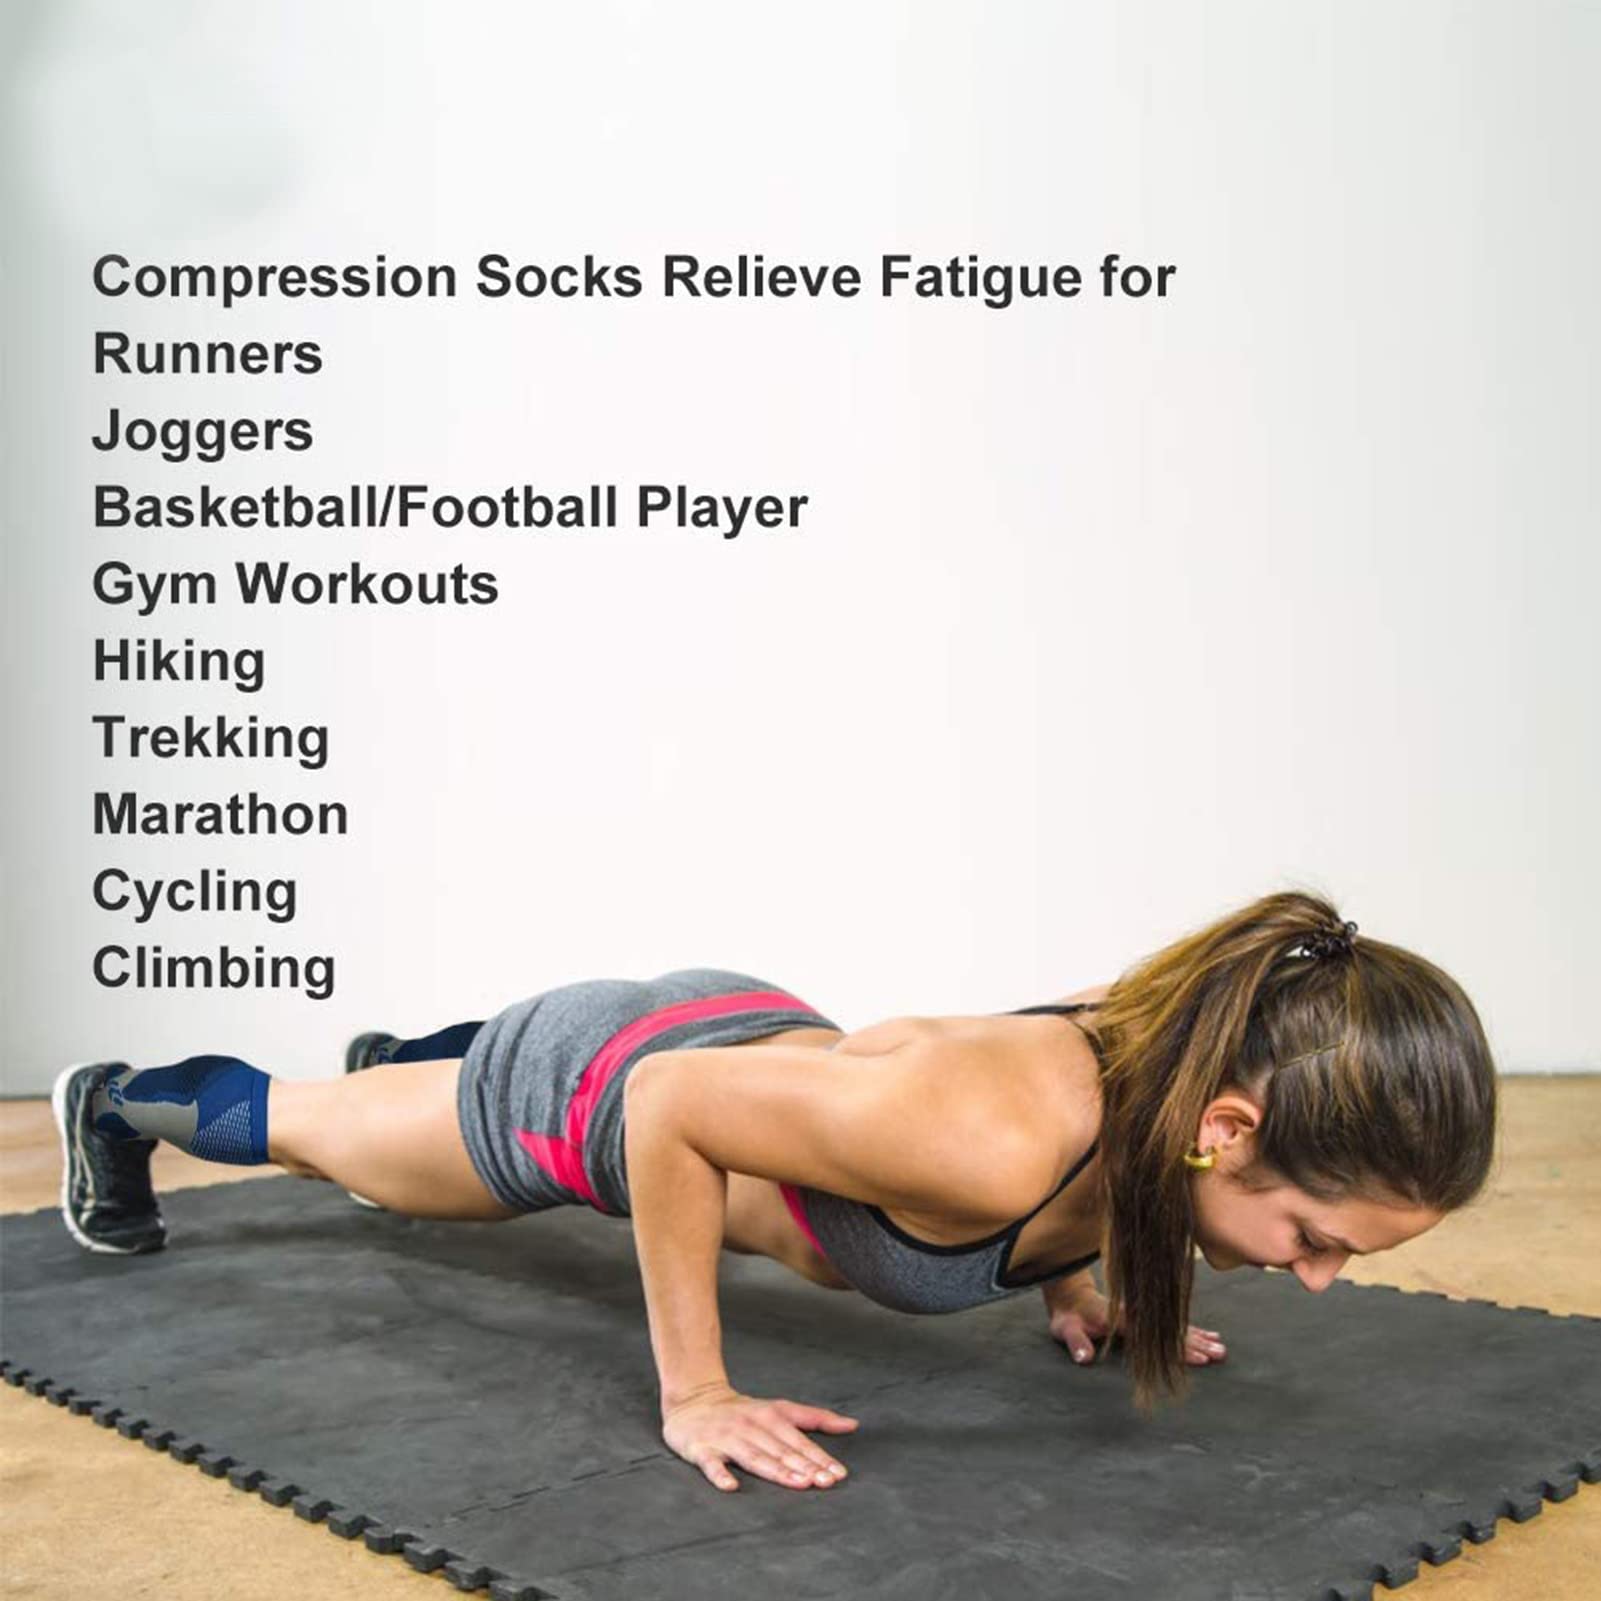 Compression Socks Relieve Fatigue for
Runners
Joggers
Basketball/Football Player
Gym Workouts
Hiking
Trekking
Marathon
Cycling
Climbing